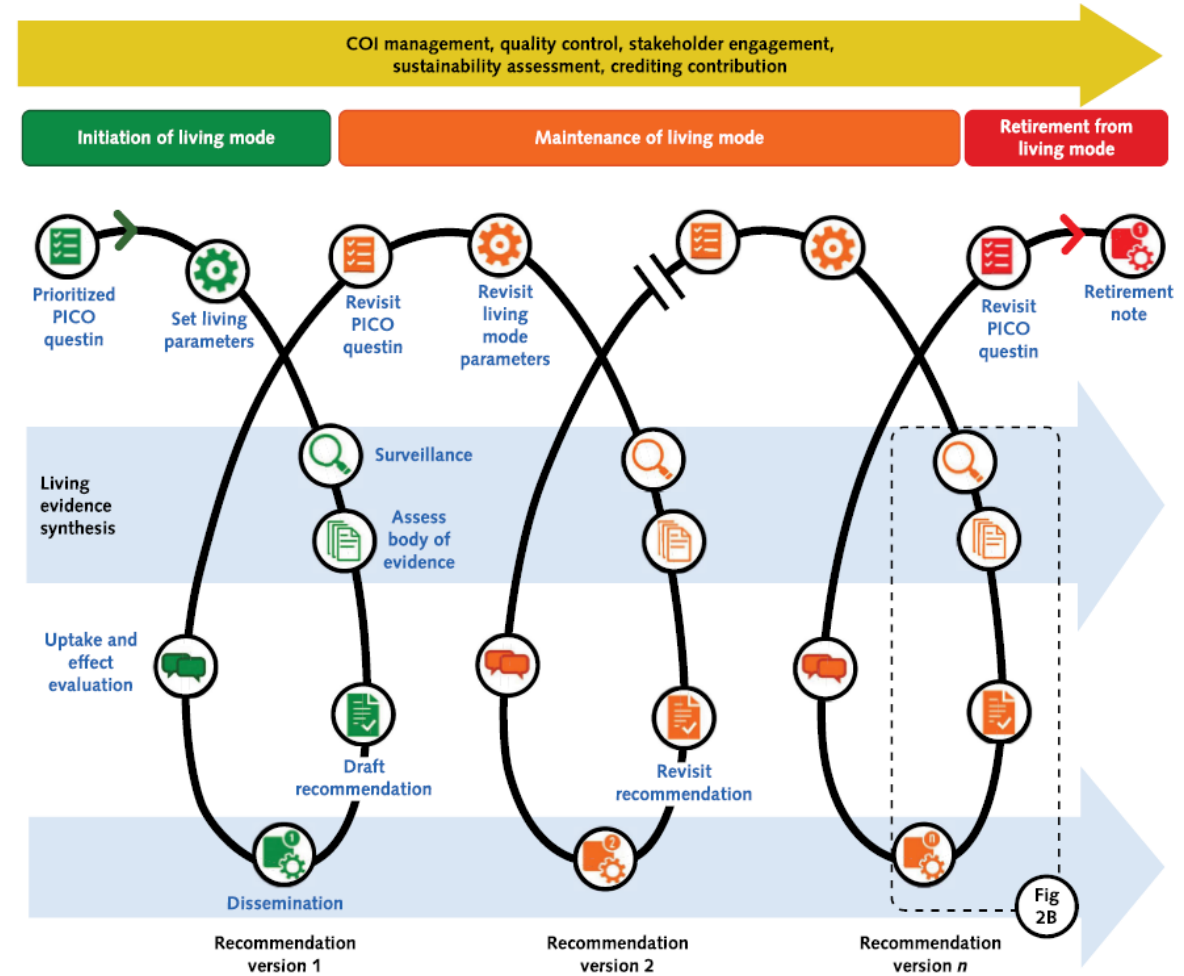 COI management, quality control, stakeholder engagement,
sustainability assessment, crediting contribution
Initiation of living mode
Maintenance of living mode
Retirement from
living mode
Prioritized
PICO
questin
Set living
parameters
Revisit
PICO
questin
Revisit
living
mode
parameters
Revisit
PICO
questin
1
Retirement
note
Living
evidence
synthesis
Surveillance
Assess
body of
evidence
Uptake and
effect
evaluation
Draft
recommendation
Revisit
recommendation
1
2
n
Dissemination
Fig
2B
Recommendation
version 1
Recommendation
version 2
Recommendation
version n